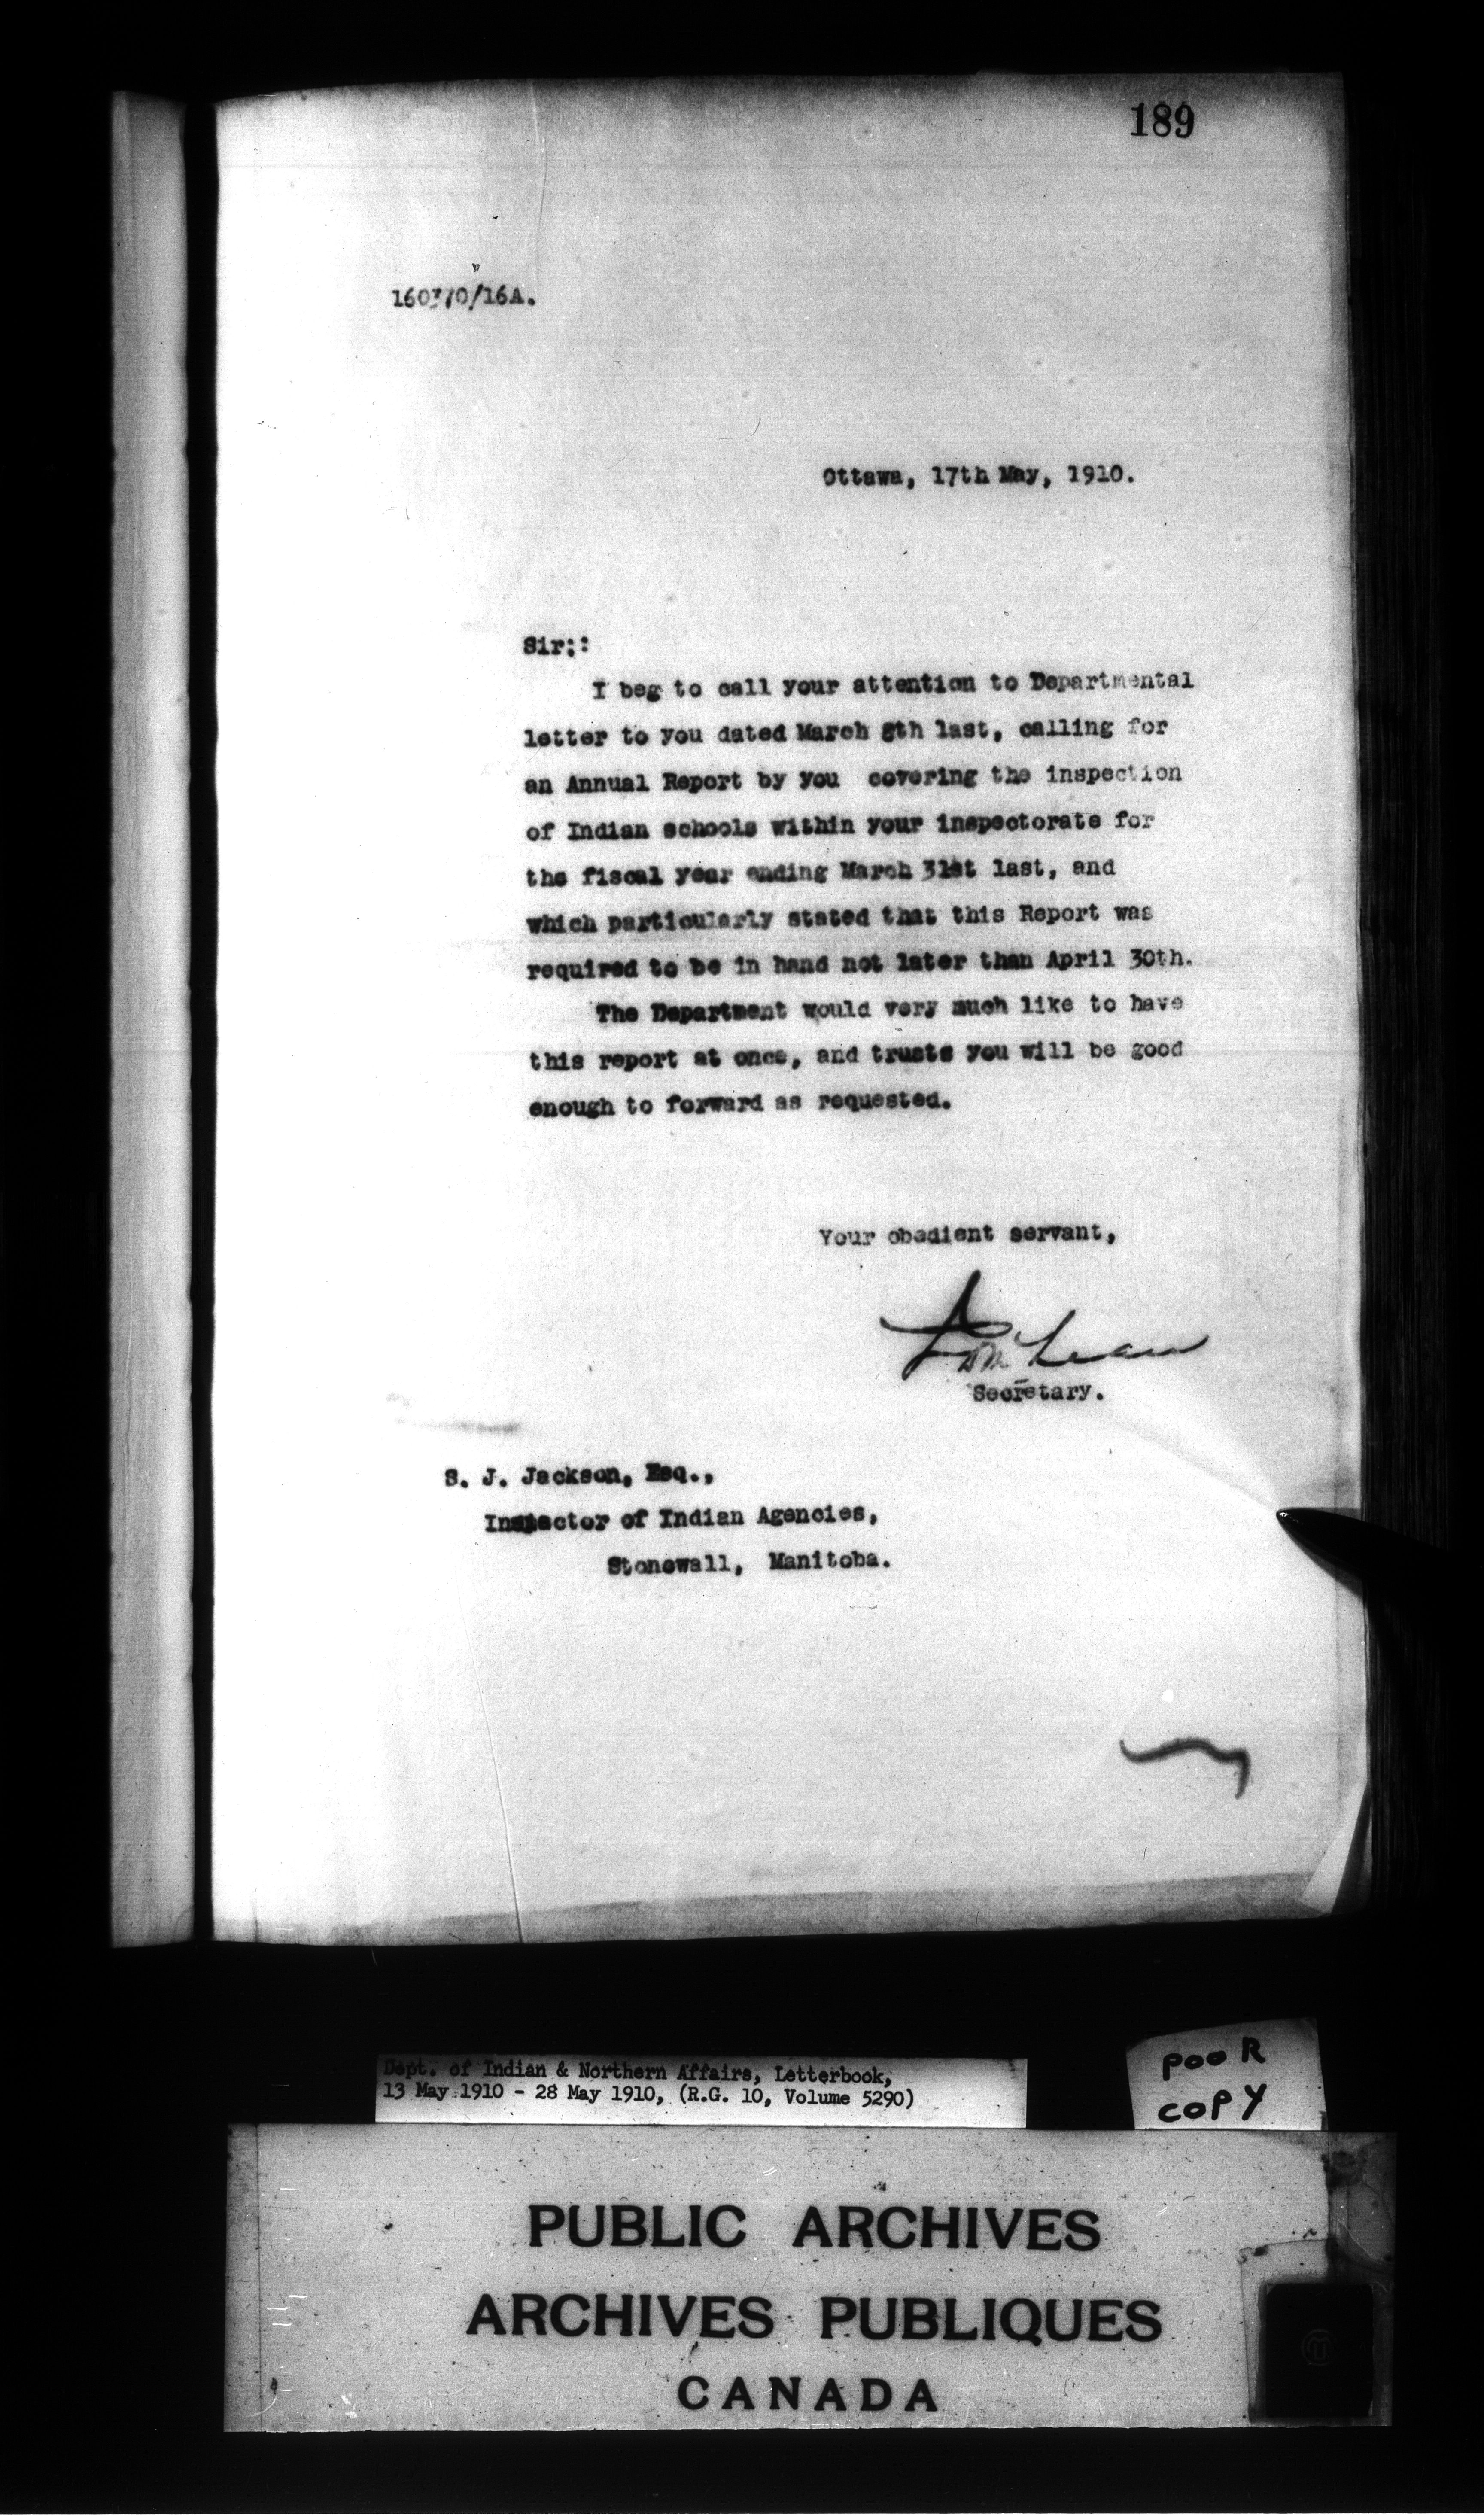 189
160370/16A.
Ottawa, 17th May, 1910.
Sir::
I beg to call your attention to Departmental
letter to you dated March 8th last, calling for
an Annual Report by you covering the inspection
of Indian schools within your inspectorate for
the fiscal year ending March 31st last, and
which particularly stated that this Report was
required to be in hand not later than April 30th.
The Department would very much like to have
this report at once, and trusts you will be good
enough to forward as requested.
Your obedient servant,
Secretary.
S. J. Jackson, Esq.,
Inspector of Indian Agencies,
Stonewall, Manitoba.
Dept. of Indian & Northern Affairs, Letterbook,
13 May 1910 - 28 May 1910, (R.G. 10, Volume 5290)
POOR
COPY
PUBLIC ARCHIVES
ARCHIVES PUBLIQUES
CANADA